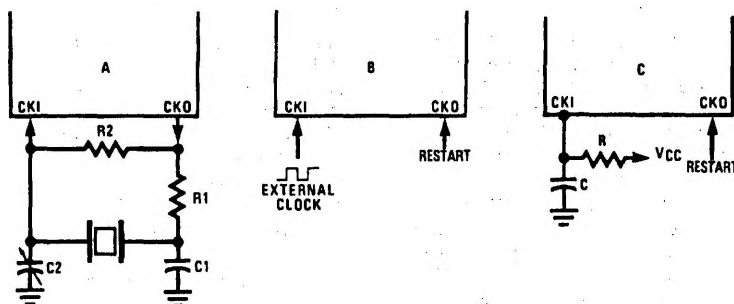 A
CKI
CKO
R2
R1
C2
C1
B
CKI
CKO
EXTERNAL
CLOCK
RESTART
C
CKI
CKO
R
VCC
C
RESTART